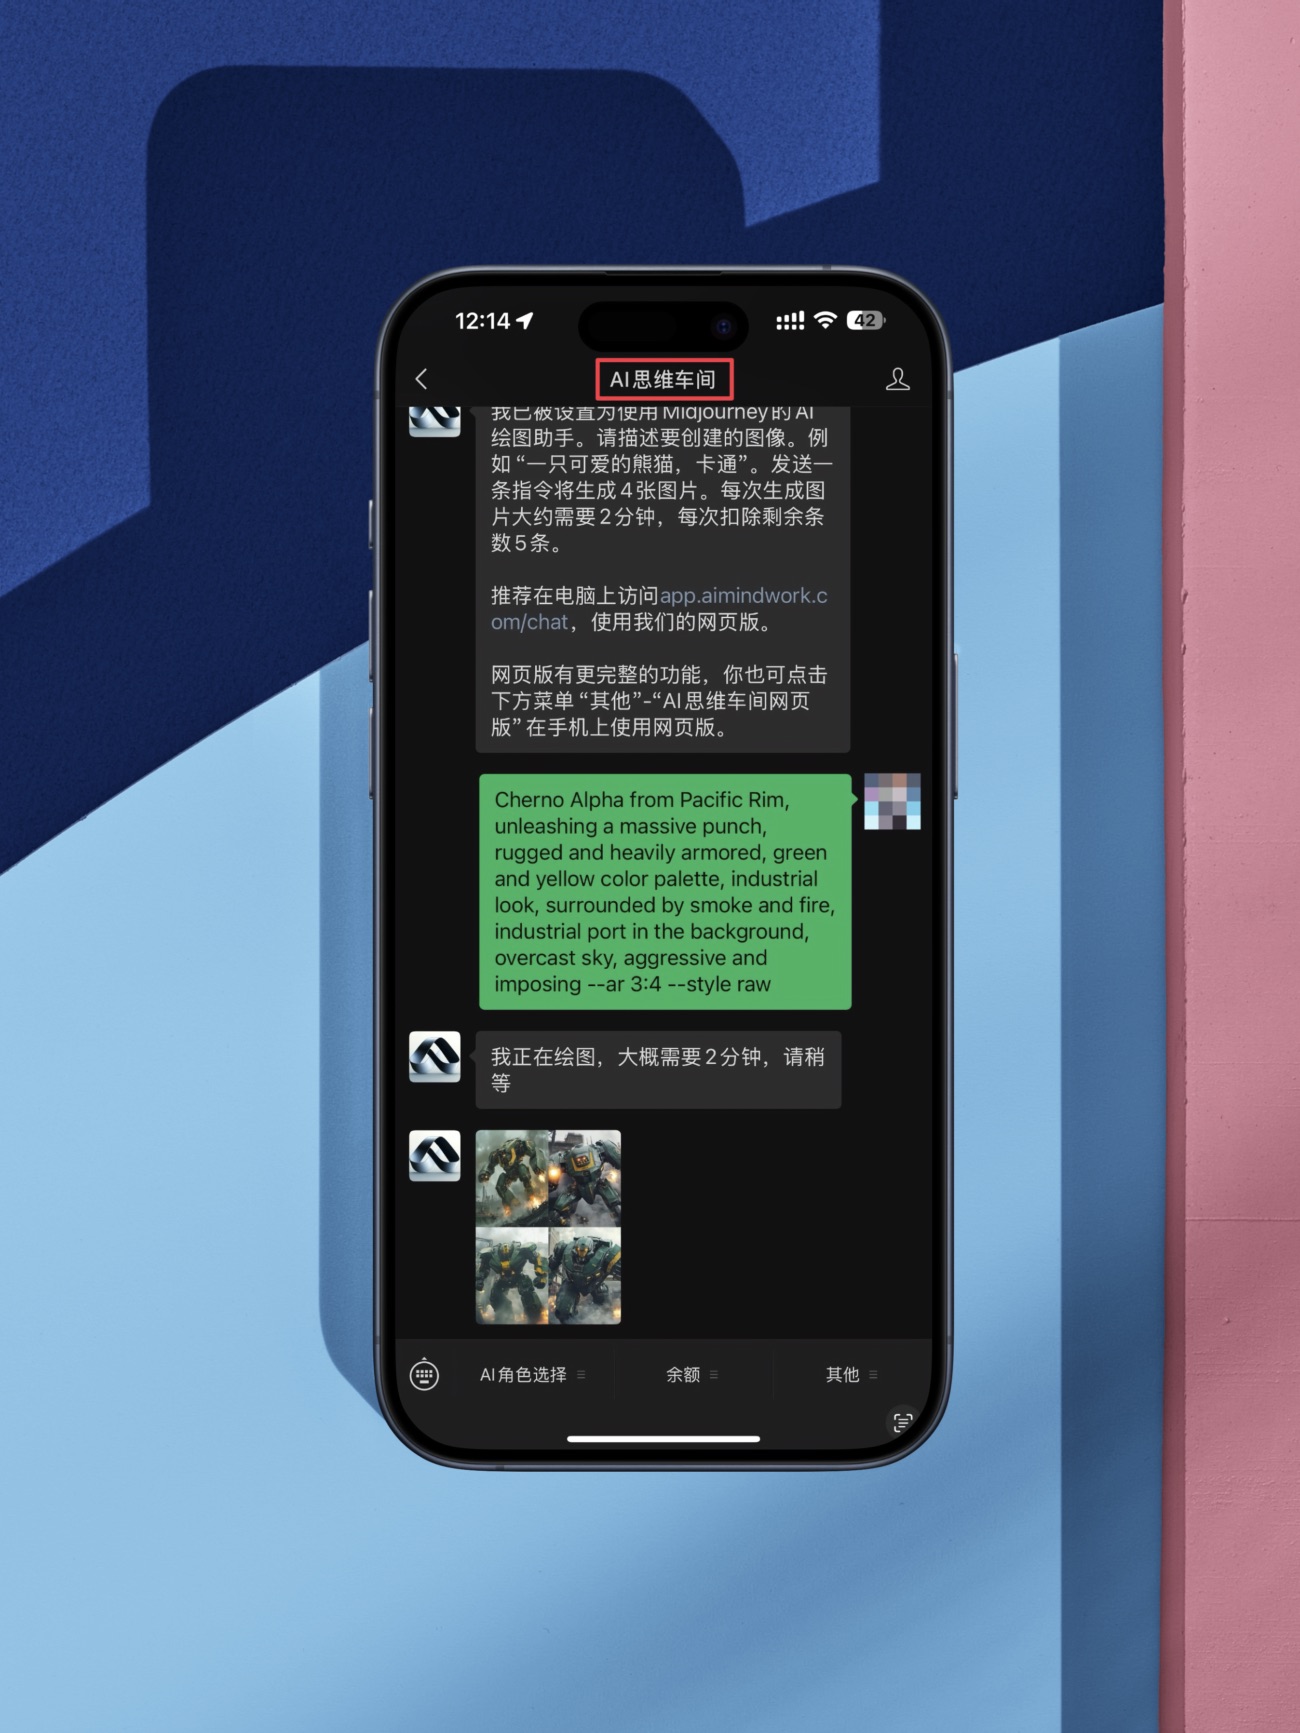 12:14
42
AI思维车间
我已被设置为使用Midjourney的AI
绘图助手。请描述要创建的图像。例
如“一只可爱的熊猫，卡通”。发送一
条指令将生成4张图片。每次生成图
片大约需要2分钟，每次扣除剩余条
数5条。
推荐在电脑上访问app.aimindwork.c
om/chat，使用我们的网页版。
网页版有更完整的功能，你也可点击
下方菜单“其他”-“AI思维车间网页
版”在手机上使用网页版。
Cherno Alpha from Pacific Rim,
unleashing a massive punch,
rugged and heavily armored, green
and yellow color palette, industrial
look, surrounded by smoke and fire,
industrial port in the background,
overcast sky, aggressive and
imposing --ar 3:4 --style raw
我正在绘图，大概需要2分钟，请稍
等
AI角色选择
余额
其他